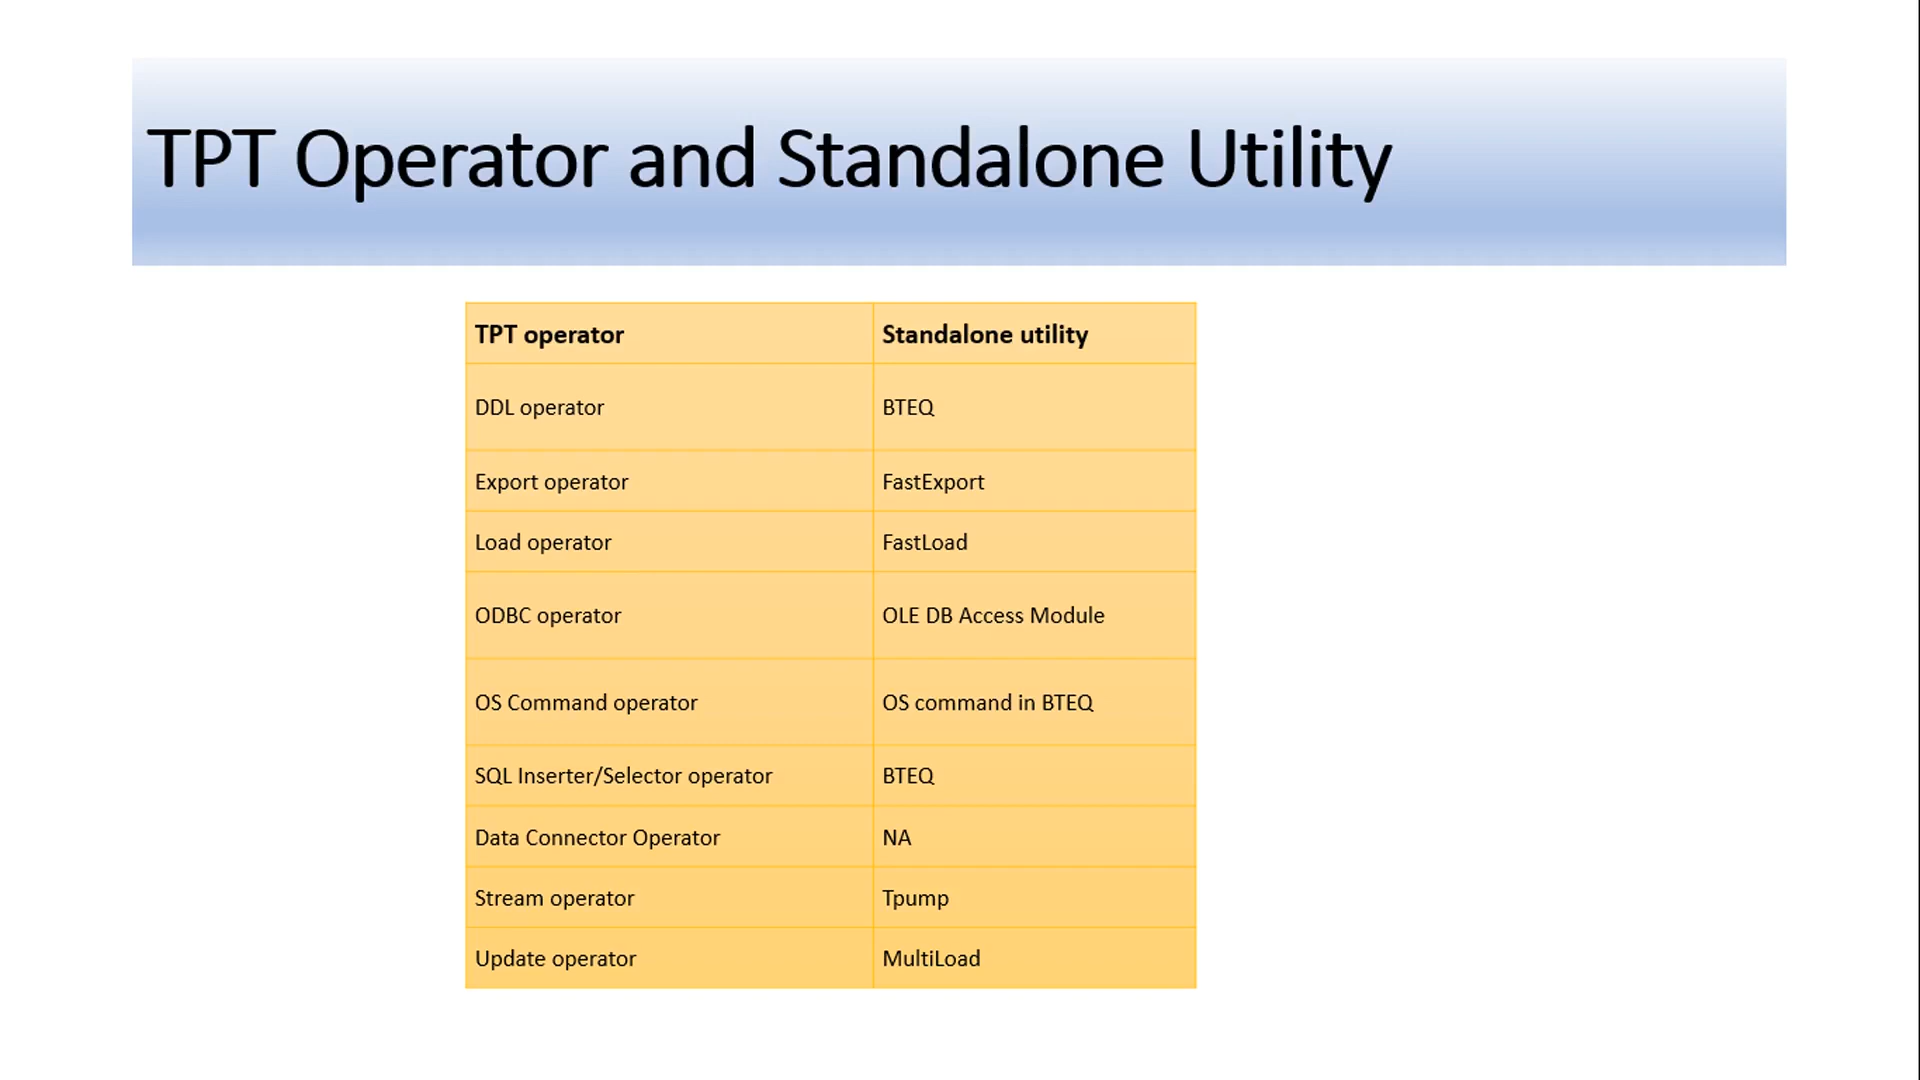 TPT Operator and Standalone Utility
TPT operator Standalone utility
DDL operator BTEQ
Export operator FastExport
Load operator FastLoad
ODBC operator OLE DB Access Module
OS Command operator OS command in BTEQ
SQL Inserter/Selector operator BTEQ
Data Connector Operator NA
Stream operator Tpump
Update operator MultiLoad